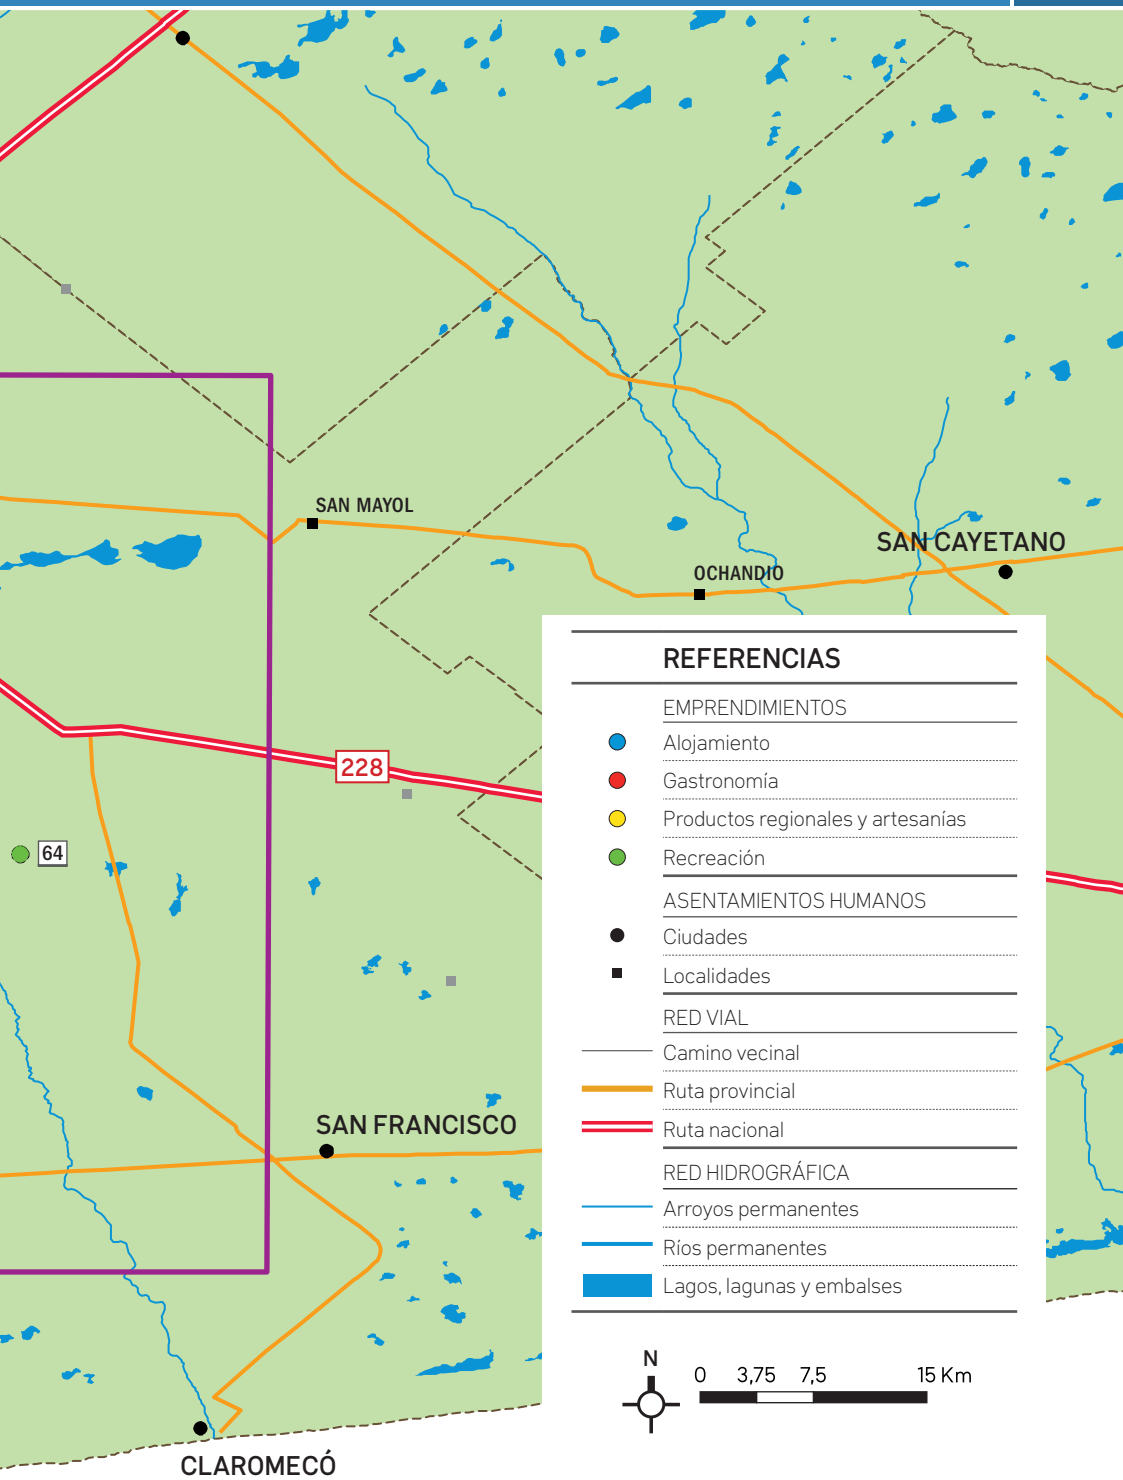 SAN MAYOL
SAN CAYETANO
OCHANDIO
228
64
SAN FRANCISCO
CLAROMECÓ
REFERENCIAS
EMPRENDIMIENTOS
Alojamiento
Gastronomía
Productos regionales y artesanías
Recreación
ASENTAMIENTOS HUMANOS
Ciudades
Localidades
RED VIAL
Camino vecinal
Ruta provincial
Ruta nacional
RED HIDROGRÁFICA
Arroyos permanentes
Ríos permanentes
Lagos, lagunas y embalses
N
0 3,75 7,5 15 Km